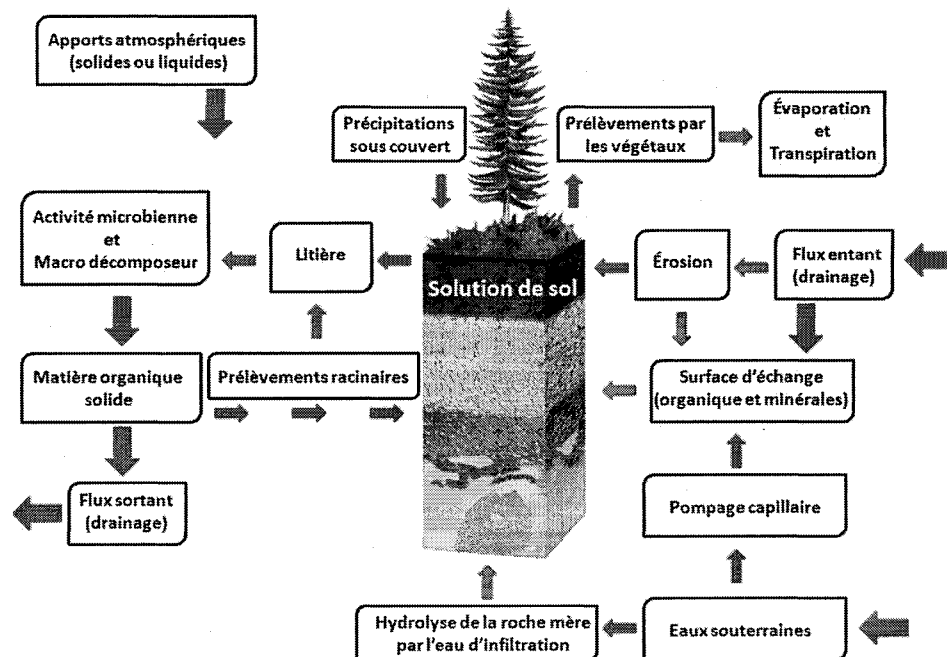 Apports atmosphériques
(solides ou liquides)
Précipitations
sous couvert
Prélèvements par
les végétaux
Évaporation
et
Transpiration
Activité microbienne
et
Macro décomposeur
Litière
Solution de sol
Érosion
Flux entant
(drainage)
Matière organique
solide
Prélèvements racinaires
Surface d'échange
(organique et minérales)
Flux sortant
(drainage)
Pompage capillaire
Hydrolyse de la roche mère
par l'eau d'infiltration
Eaux souterraines